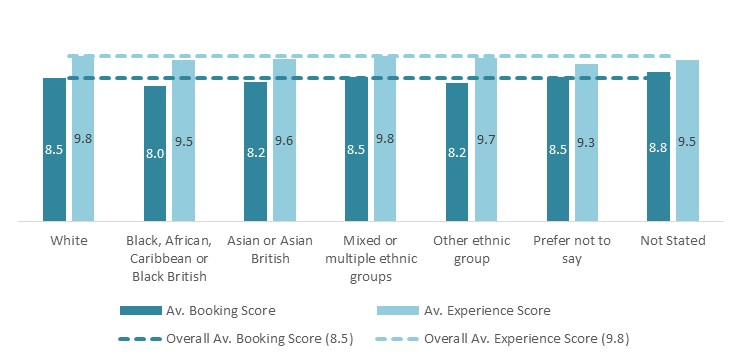 8.5 9.8 8.0 9.5 8.2 9.6 8.5 9.8 8.2 9.7 8.5 9.3 8.8 9.5
White
Black, African,
Caribbean or
Black British
Asian or Asian
British
Mixed or
multiple ethnic
groups
Other ethnic
group
Prefer not to
say
Not Stated
Av. Booking Score
Av. Experience Score
Overall Av. Booking Score (8.5)
Overall Av. Experience Score (9.8)